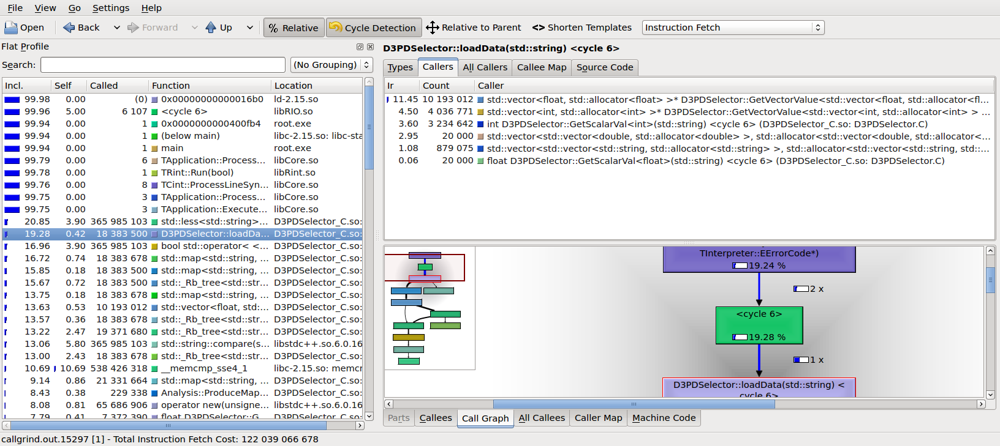 File View Go Settings Help
Open Back Forward Up % Relative Cycle Detection Relative to Parent <> Shorten Templates Instruction Fetch
Flat Profile
Search: (No Grouping)
Incl. Self Called Function Location
99.98 0.00 (0) 0x00000000000016b0 ld-2.15.so
99.96 5.00 6 107 <cycle 6> libRIO.so
99.94 0.00 1 0x0000000000400fb4 root.exe
99.94 0.00 1 (below main) libc-2.15.so: libc-sta
99.94 0.00 1 main root.exe
99.79 0.00 6 TApplication::Process... libCore.so
99.78 0.00 1 TRint::Run(bool) libRint.so
99.76 0.00 8 TCint::ProcessLineSyn... libCore.so
99.75 0.00 3 TApplication::Process... libCore.so
99.75 0.00 3 TApplication::Execute... libCore.so
20.85 3.90 365 985 103 std::less<std::string>... D3PDSelector_C.so:
19.28 0.42 18 383 500 D3PDSelector::loadDa... D3PDSelector_C.so:
16.96 3.90 365 985 103 bool std::operator< <... D3PDSelector_C.so:
16.72 0.74 18 383 678 std::map<std::string, ... D3PDSelector_C.so:
15.85 0.18 18 383 500 std::map<std::string, ... D3PDSelector_C.so:
15.67 0.72 18 383 500 std::_Rb_tree<std::str... D3PDSelector_C.so:
13.75 0.18 18 383 678 std::map<std::string, ... D3PDSelector_C.so:
13.63 0.53 10 193 012 std::vector<float, std:... D3PDSelector_C.so:
13.57 0.36 18 383 678 std::_Rb_tree<std::str... D3PDSelector_C.so:
13.22 2.47 19 371 680 std::_Rb_tree<std::str... D3PDSelector_C.so:
13.06 5.80 365 985 103 std::string::compare(s... libstdc++.so.6.0.16
13.00 2.43 18 383 678 std::_Rb_tree<std::str... D3PDSelector_C.so:
10.69 10.69 538 426 318 __memcmp_sse4_1 libc-2.15.so: memcr
9.14 0.86 21 331 664 std::map<std::string, ... D3PDSelector_C.so:
8.43 0.38 229 338 Analysis::ProduceMap... D3PDSelector_C.so:
8.08 0.81 65 686 906 operator new(unsigne... libstdc++.so.6.0.16
7.79 0.41 7 372 390 float D3PDSelector::G... D3PDSelector_C.so:
D3PDSelector::loadData(std::string) <cycle 6>
Types Callers All Callers Callee Map Source Code
Ir Count Caller
11.45 10 193 012 std::vector<float, std::allocator<float> >* D3PDSelector::GetVectorValue<std::vector<float, std::allocator<fl...
4.50 4 036 771 std::vector<int, std::allocator<int> >* D3PDSelector::GetVectorValue<std::vector<int, std::allocator<int> > ...
3.60 3 234 642 int D3PDSelector::GetScalarVal<int>(std::string) <cycle 6> (D3PDSelector_C.so: D3PDSelector.C)
2.95 20 000 std::vector<std::vector<double, std::allocator<double> >, std::allocator<std::vector<double, std::allocator<...
1.08 879 075 std::vector<std::vector<std::string, std::allocator<std::string> >, std::allocator<std::vector<std::string, std::...
0.06 20 000 float D3PDSelector::GetScalarVal<float>(std::string) <cycle 6> (D3PDSelector_C.so: D3PDSelector.C)
TInterpreter::EErrorCode*)
19.24 %
2 x
<cycle 6>
19.28 %
1 x
D3PDSelector::loadData(std::string) <
cycle 6>
Parts Callees Call Graph All Callees Caller Map Machine Code
callgrind.out.15297 [1] - Total Instruction Fetch Cost: 122 039 066 678